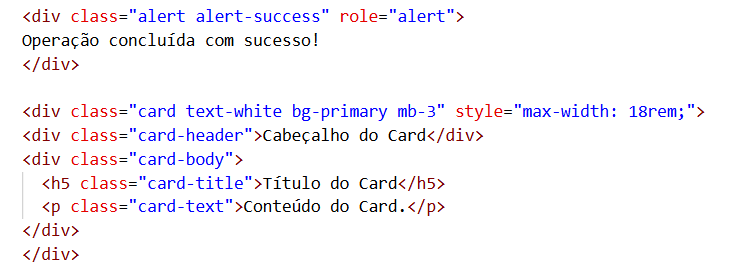 <div class="alert alert-success" role="alert">
Operação concluída com sucesso!
</div>

<div class="card text-white bg-primary mb-3" style="max-width: 18rem;">
<div class="card-header">Cabeçalho do Card</div>
<div class="card-body">
  <h5 class="card-title">Título do Card</h5>
  <p class="card-text">Conteúdo do Card.</p>
</div>
</div>